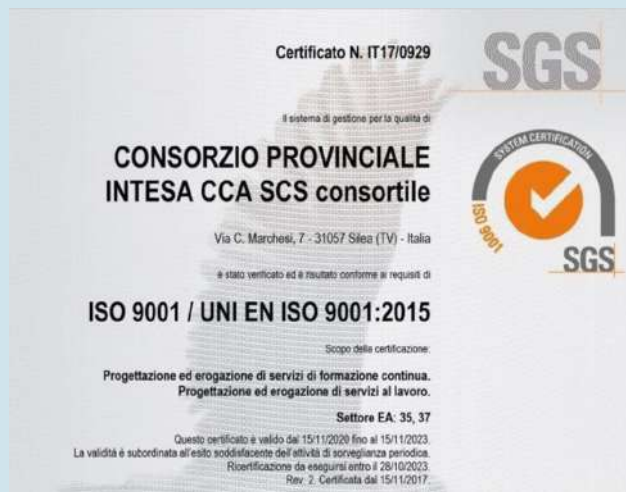 Certificato N. IT17/0929
SGS
Il sistema di gestione per la qualità di
CONSORZIO PROVINCIALE
INTESA CCA SCS consortile
Via C. Marchesi, 7 - 31057 Silea (TV) - Italia
è stato verificato ed è risultato conforme ai requisiti di
ISO 9001 / UNI EN ISO 9001:2015
Scopo della certificazione:
Progettazione ed erogazione di servizi di formazione continua.
Progettazione ed erogazione di servizi al lavoro.
Settore EA: 35, 37
Questo certificato è valido dal 15/11/2020 fino al 15/11/2023.
La validità è subordinata all'esito soddisfacente dell'attività di sorveglianza periodica.
Ricertificazione da eseguirsi entro il 28/10/2023.
Rev. 2. Certificata dal 15/11/2017.
SYSTEM CERTIFICATION
ISO 9001
SGS